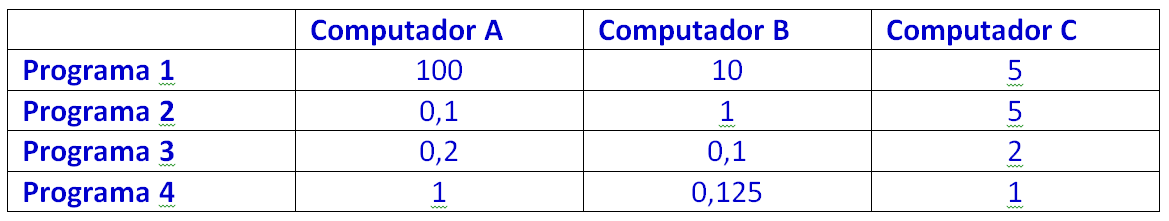 Computador A Computador B Computador C
Programa 1 100 10 5
Programa 2 0,1 1 5
Programa 3 0,2 0,1 2
Programa 4 1 0,125 1